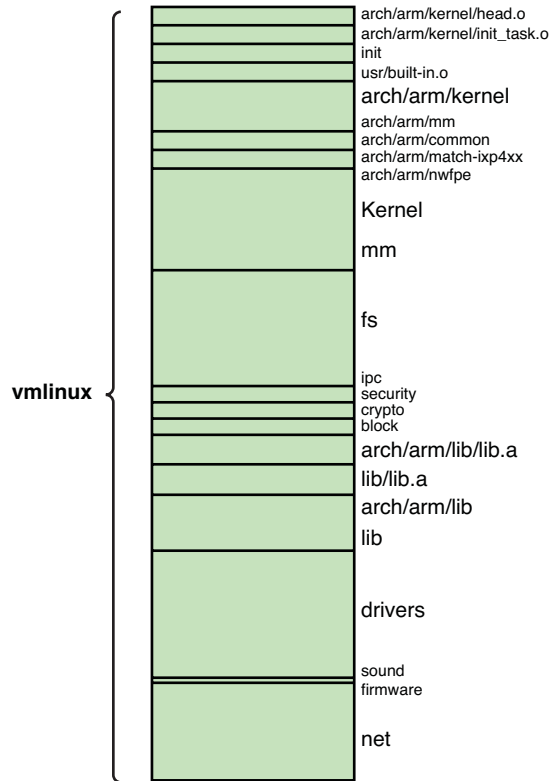 arch/arm/kernel/head.o
arch/arm/kernel/init_task.o
init
usr/built-in.o
arch/arm/kernel
arch/arm/mm
arch/arm/common
arch/arm/match-ixp4xx
arch/arm/nwfpe
Kernel
mm
fs
ipc
vmlinux
security
crypto
block
arch/arm/lib/lib.a
lib/lib.a
arch/arm/lib
lib
drivers
sound
firmware
net